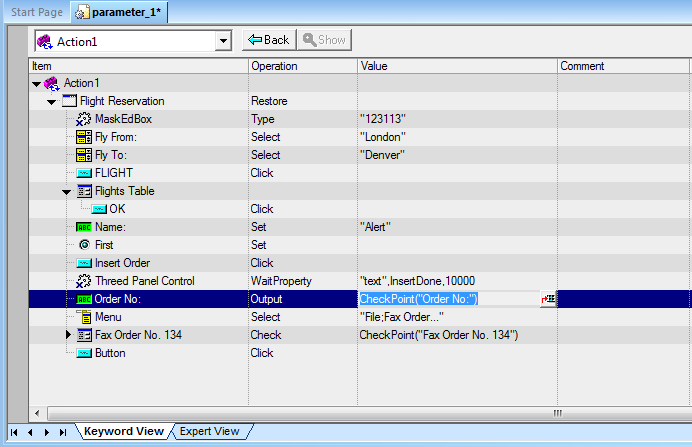 Start Page parameter_1*
Action1 Back Show
Item Operation Value Comment
Action1
Flight Reservation Restore
MaskEdBox Type "123113"
Fly From: Select "London"
Fly To: Select "Denver"
FLIGHT Click
Flights Table
OK Click
ABC Name: Set "Alert"
First Set
Insert Order Click
Threed Panel Control WaitProperty "text",InsertDone,10000
ABC Order No: Output CheckPoint("Order No:")
Menu Select "File;Fax Order..."
Fax Order No. 134 Check CheckPoint("Fax Order No. 134")
Button Click
Keyword View Expert View